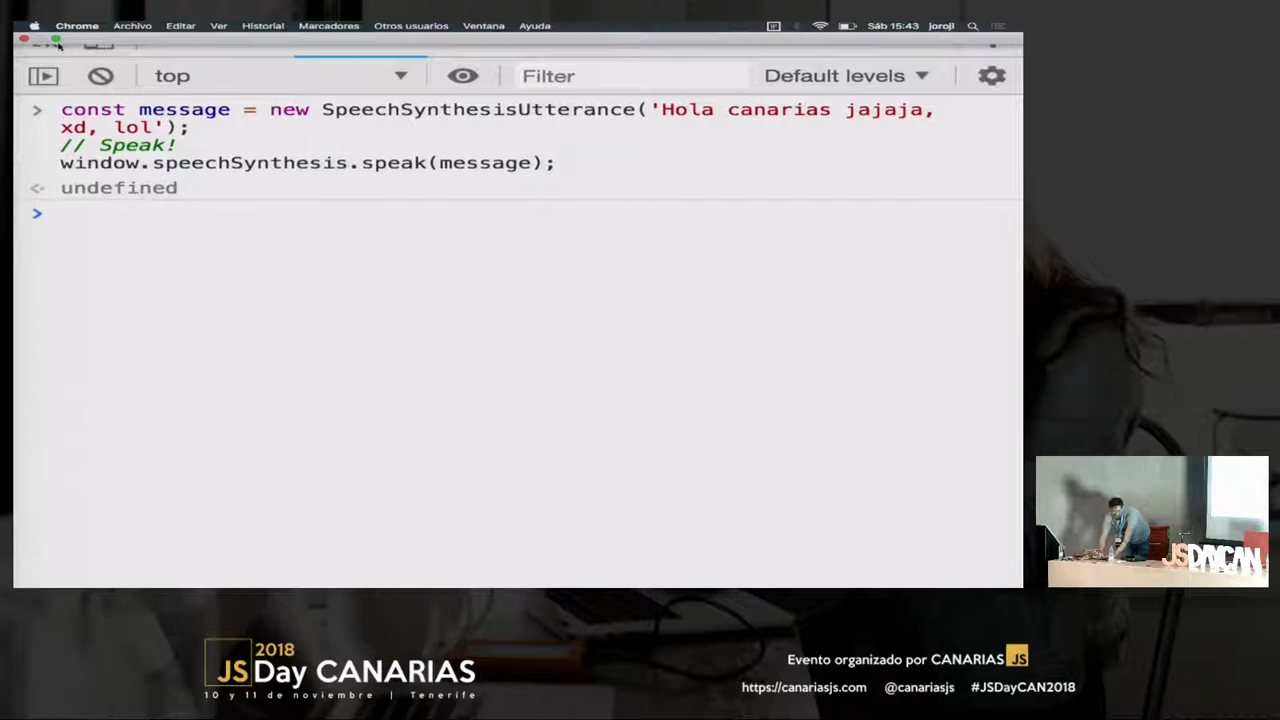 Chrome Archivo Editar Ver Historial Marcadores Otros usuarios Ventana Ayuda Sáb 15:43 joroji
top Filter Default levels
> const message = new SpeechSynthesisUtterance('Hola canarias jajaja,
xd, lol');
// Speak!
window.speechSynthesis.speak(message);
undefined
>
JSDAYCAN
2018
JSDay CANARIAS
10 y 11 de noviembre | Tenerife
Evento organizado por CANARIAS JS
https://canariasjs.com @canariasjs #JSDayCAN2018